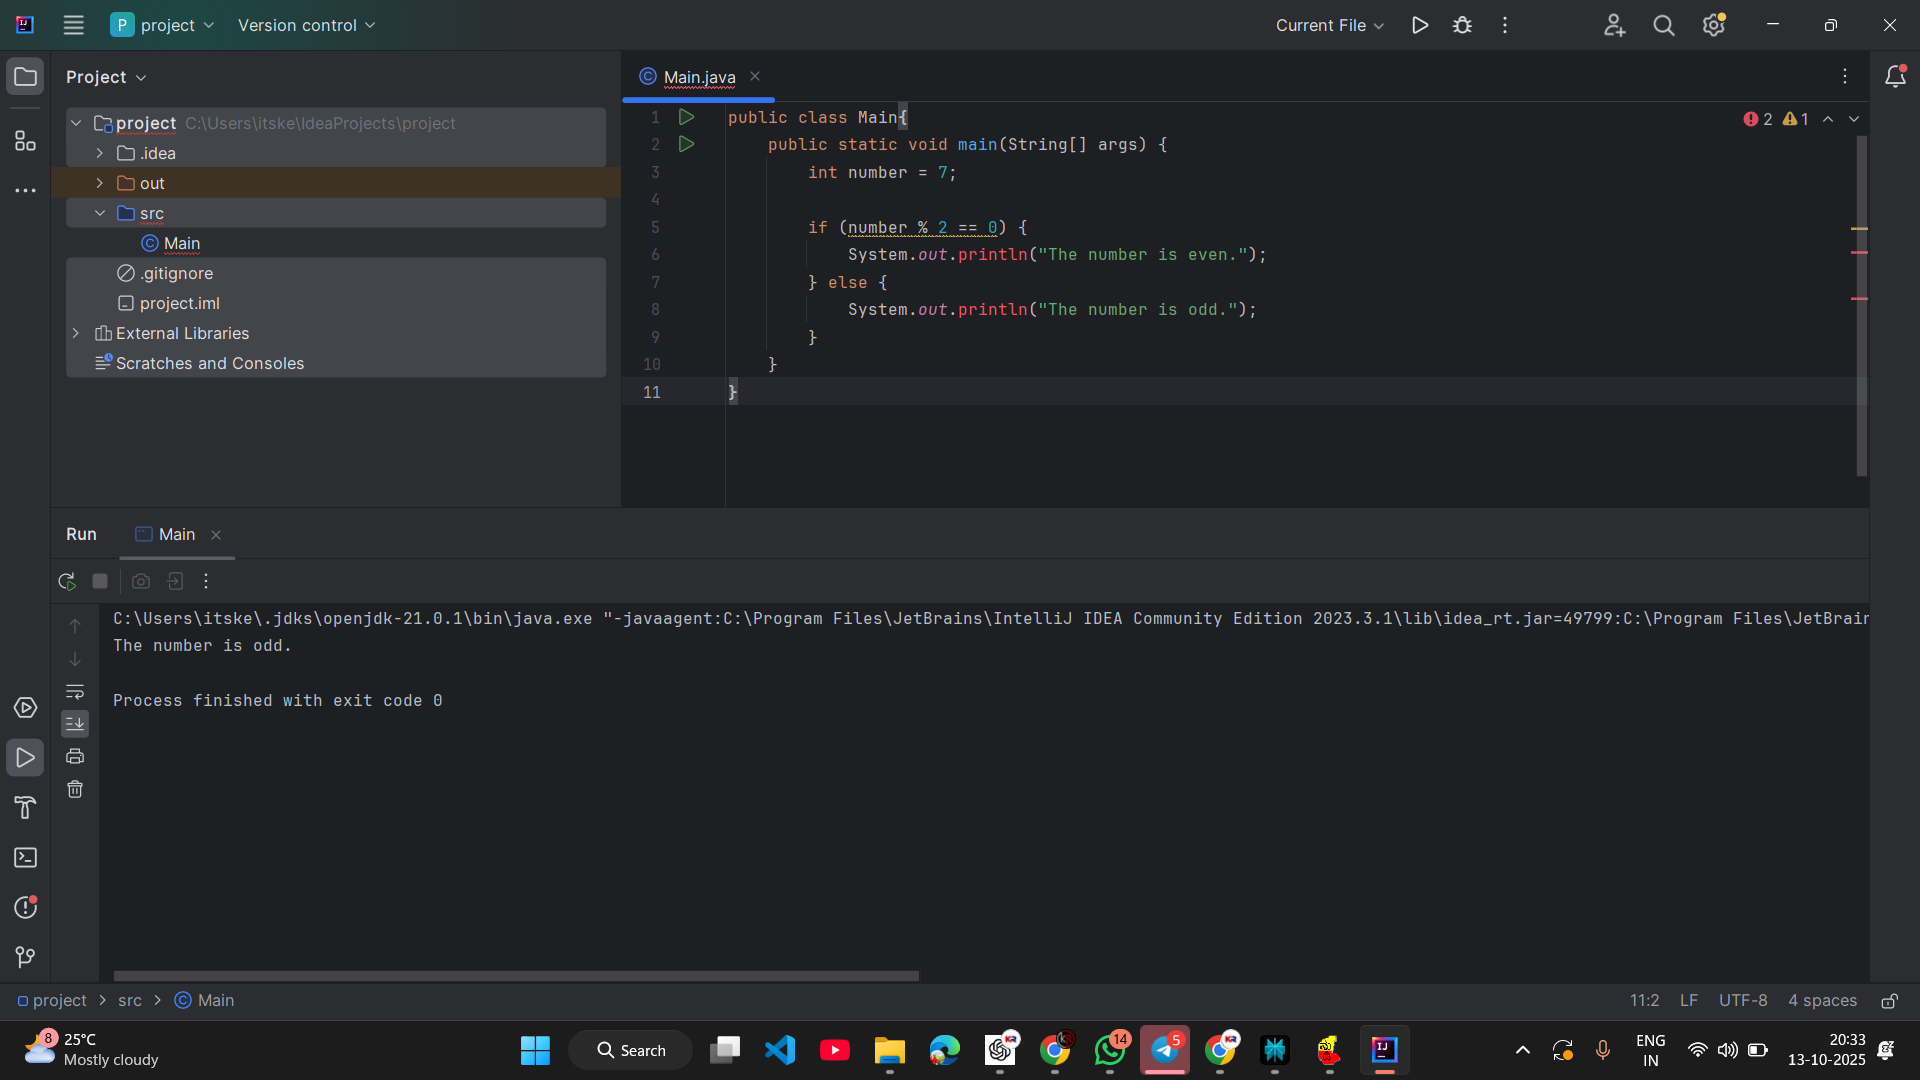 P project Version control Current File
Project
Main.java
project C:\Users\itske\IdeaProjects\project
.idea
out
src
Main
.gitignore
project.iml
External Libraries
Scratches and Consoles
2 1
1 public class Main{
2 public static void main(String[] args) {
3 int number = 7;
4
5 if (number % 2 == 0) {
6 System.out.println("The number is even.");
7 } else {
8 System.out.println("The number is odd.");
9 }
10 }
11 }
Run Main
C:\Users\itske\.jdks\openjdk-21.0.1\bin\java.exe "-javaagent:C:\Program Files\JetBrains\IntelliJ IDEA Community Edition 2023.3.1\lib\idea_rt.jar=49799:C:\Program Files\JetBrain
The number is odd.
Process finished with exit code 0
project > src > Main 11:2 LF UTF-8 4 spaces
8 25°C
Mostly cloudy
Search
14 5
ENG
IN
20:33
13-10-2025